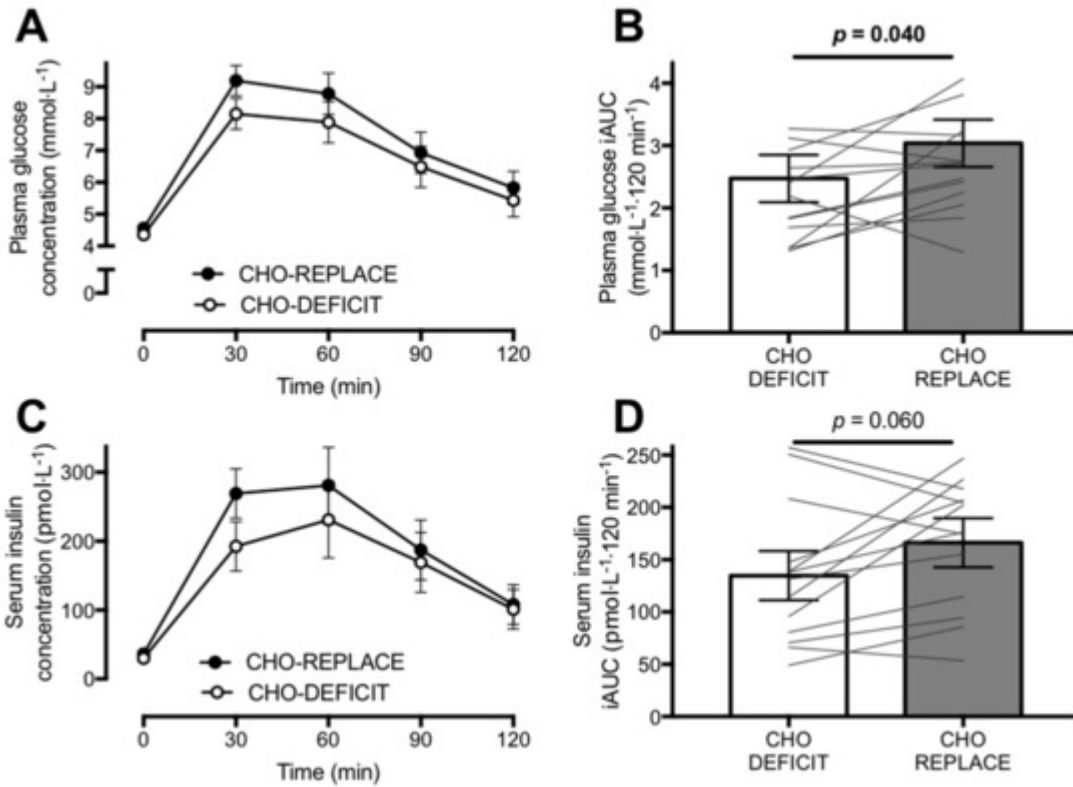 A
Plasma glucose
concentration (mmol·L⁻¹)
9
8
7
6
5
4
0
CHO-REPLACE
CHO-DEFICIT
0 30 60 90 120
Time (min)
B
p = 0.040
Plasma glucose iAUC
(mmol·L⁻¹·120 min⁻¹)
4
3
2
1
0
CHO CHO
DEFICIT REPLACE
C
Serum insulin
concentration (pmol·L⁻¹)
300
200
100
0
CHO-REPLACE
CHO-DEFICIT
0 30 60 90 120
Time (min)
D
p = 0.060
Serum insulin
iAUC (pmol·L⁻¹·120 min⁻¹)
250
200
150
100
50
0
CHO CHO
DEFICIT REPLACE